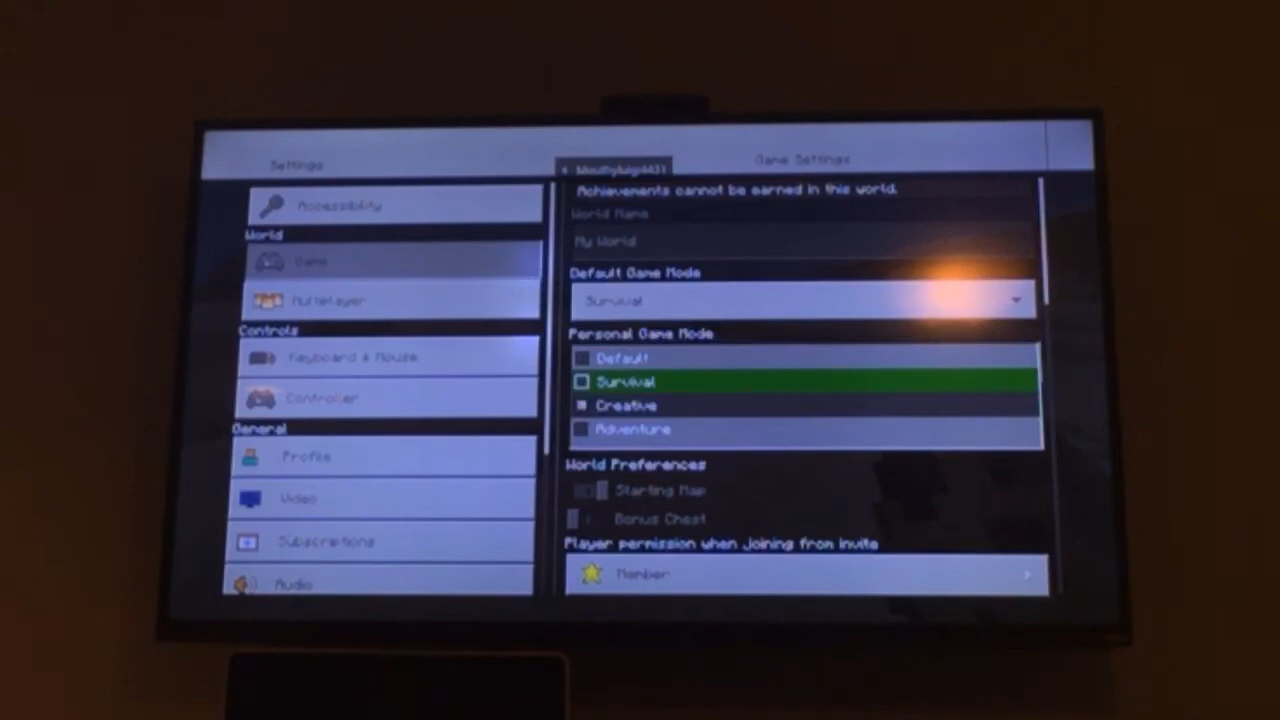 Settings
Game Settings
Accessibility
World
Game
Multiplayer
Controls
Keyboard & Mouse
Controller
General
Profile
Video
Subscriptions
Audio
Achievements cannot be earned in this world.
World Name
My World
Default Game Mode
Survival
Personal Game Mode
Default
Survival
Creative
Adventure
World Preferences
Starting Map
Bonus Chest
Player permission when joining from invite
Member